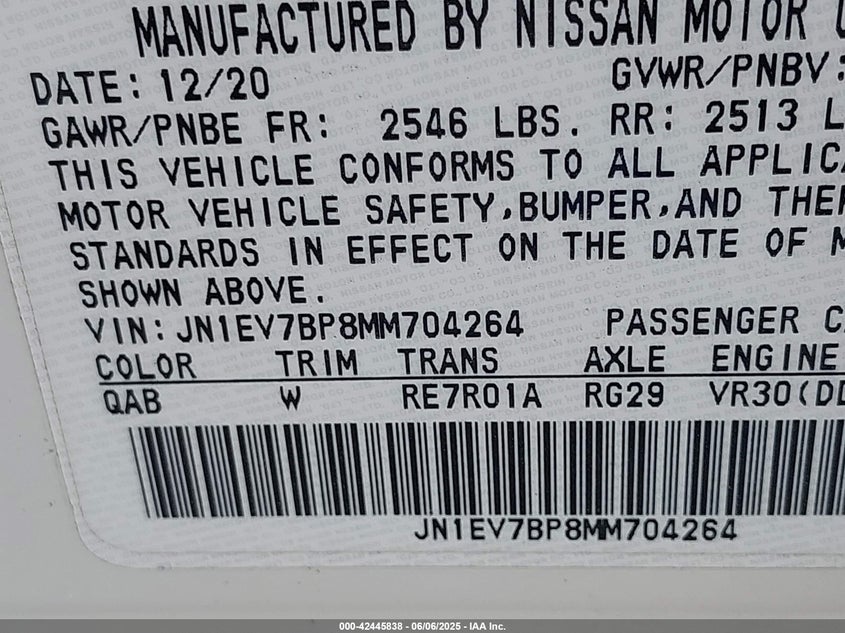 MANUFACTURED BY NISSAN MOTOR
DATE: 12/20 GVWR/PNBV:
GAWR/PNBE FR: 2546 LBS. RR: 2513 L
THIS VEHICLE CONFORMS TO ALL APPLICA
MOTOR VEHICLE SAFETY,BUMPER,AND THE
STANDARDS IN EFFECT ON THE DATE OF M
SHOWN ABOVE.
VIN: JN1EV7BP8MM704264 PASSENGER C
COLOR TRIM TRANS AXLE ENGINE
QAB W RE7R01A RG29 VR30(DD
JN1EV7BP8MM704264
000-42445838 - 06/06/2025 - IAA Inc.